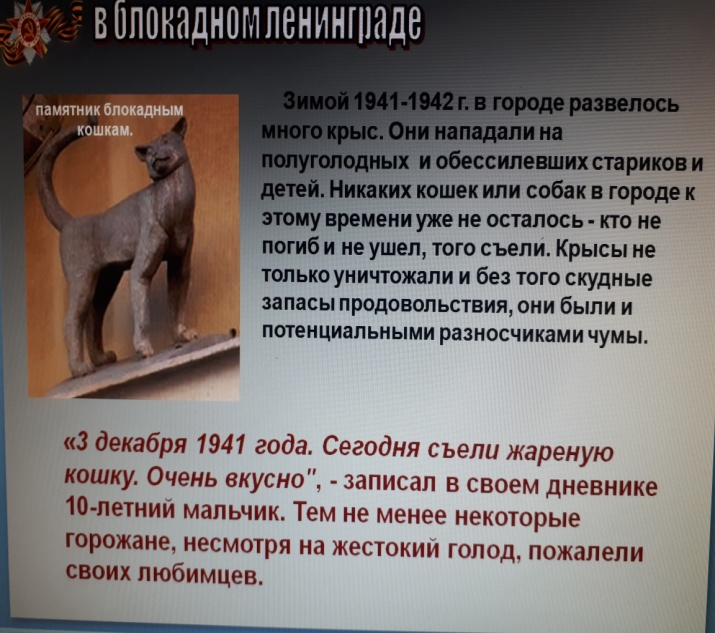 в блокадном ленинграде
памятник блокадным
кошкам.
Зимой 1941-1942 г. в городе развелось
много крыс. Они нападали на
полуголодных и обессилевших стариков и
детей. Никаких кошек или собак в городе к
этому времени уже не осталось - кто не
погиб и не ушел, того съели. Крысы не
только уничтожали и без того скудные
запасы продовольствия, они были и
потенциальными разносчиками чумы.
«3 декабря 1941 года. Сегодня съели жареную
кошку. Очень вкусно", - записал в своем дневнике
10-летний мальчик. Тем не менее некоторые
горожане, несмотря на жестокий голод, пожалели
своих любимцев.